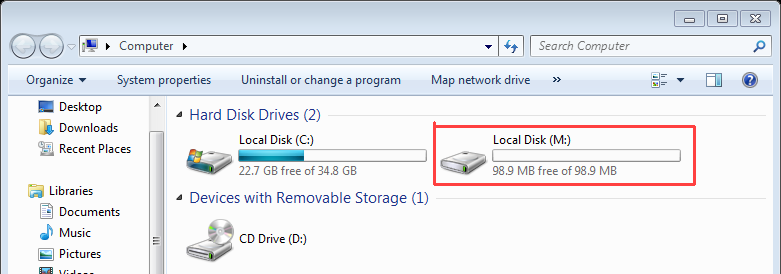 Computer
Search Computer
Organize System properties Uninstall or change a program Map network drive »
Desktop
Downloads
Recent Places
Libraries
Documents
Music
Pictures
Hard Disk Drives (2)
Local Disk (C:)
22.7 GB free of 34.8 GB
Local Disk (M:)
98.9 MB free of 98.9 MB
Devices with Removable Storage (1)
CD Drive (D:)